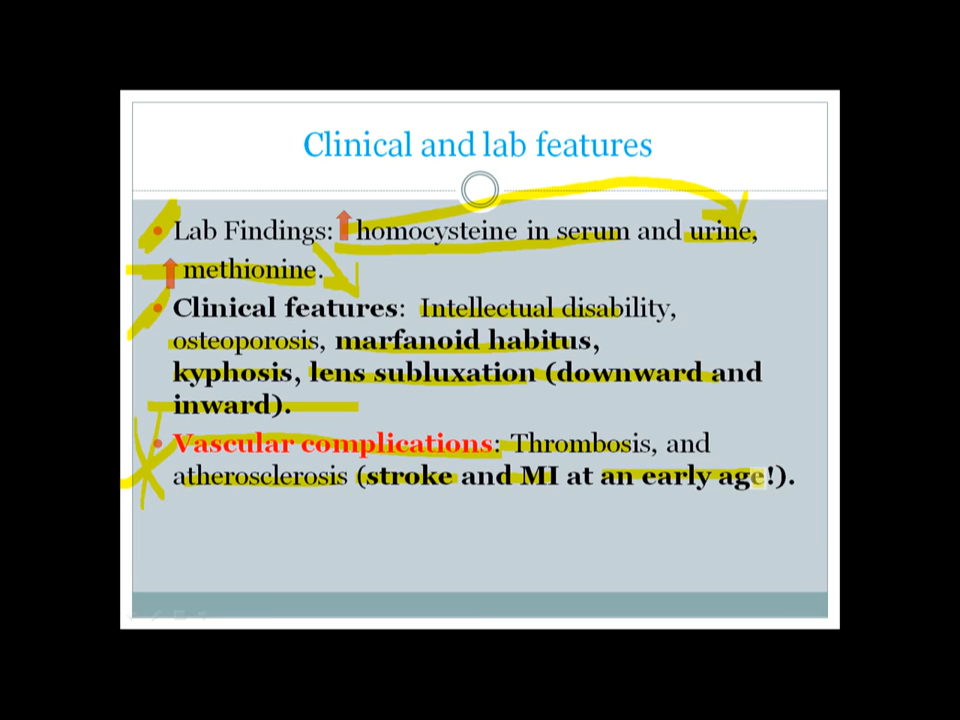 Clinical and lab features
• Lab Findings: homocysteine in serum and urine,
methionine.
• Clinical features: Intellectual disability,
osteoporosis, marfanoid habitus,
kyphosis, lens subluxation (downward and
inward).
• Vascular complications: Thrombosis, and
atherosclerosis (stroke and MI at an early age!).